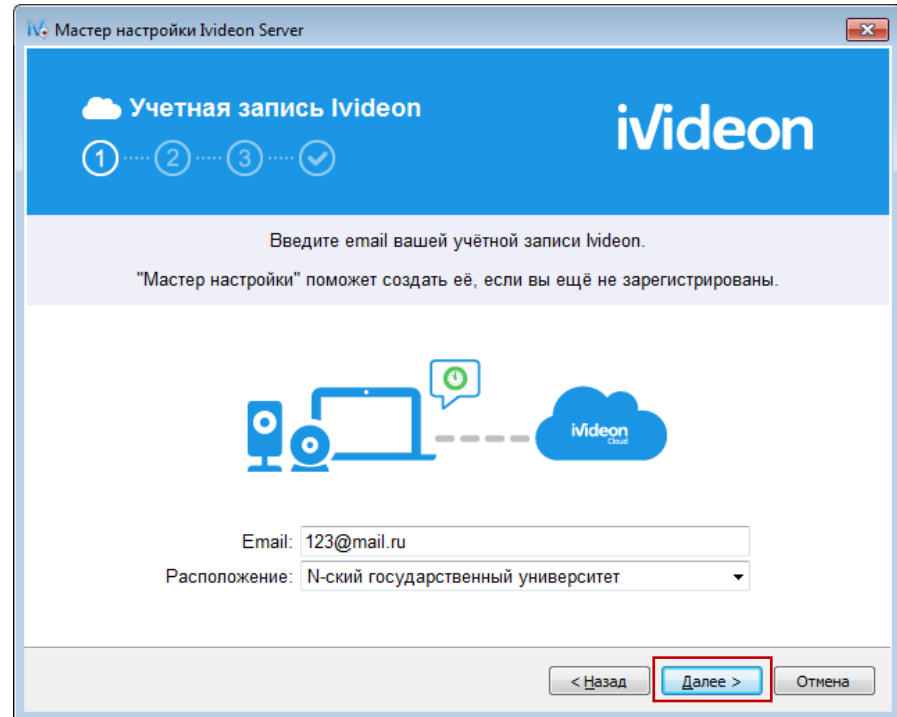 Мастер настройки Ivideon Server
Учетная запись Ivideon
iVideon
1 2 3
Введите email вашей учётной записи Ivideon.
"Мастер настройки" поможет создать её, если вы ещё не зарегистрированы.
iVideon
Cloud
Email: 123@mail.ru
Расположение: N-ский государственный университет
< Назад Далее > Отмена